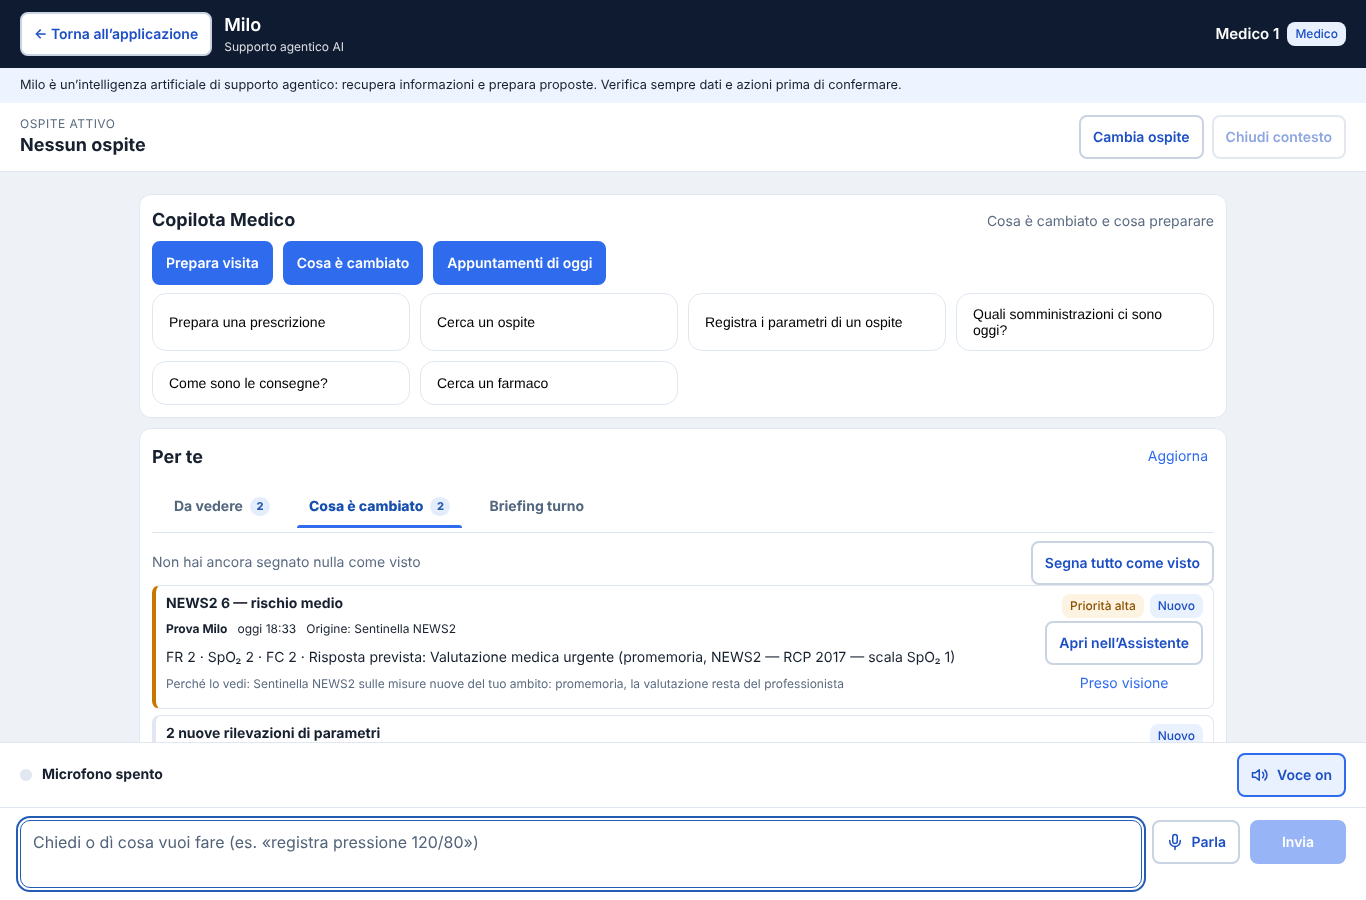 ← Torna all’applicazione
Milo
Supporto agentico AI
Medico 1
Medico
Milo è un’intelligenza artificiale di supporto agentico: recupera informazioni e prepara proposte. Verifica sempre dati e azioni prima di confermare.
OSPITE ATTIVO
Nessun ospite
Cambia ospite
Chiudi contesto
Copilota Medico
Cosa è cambiato e cosa preparare
Prepara visita
Cosa è cambiato
Appuntamenti di oggi
Prepara una prescrizione
Cerca un ospite
Registra i parametri di un ospite
Quali somministrazioni ci sono
oggi?
Come sono le consegne?
Cerca un farmaco
Per te
Aggiorna
Da vedere 2
Cosa è cambiato 2
Briefing turno
Non hai ancora segnato nulla come visto
Segna tutto come visto
NEWS2 6 — rischio medio
Priorità alta
Nuovo
Prova Milo oggi 18:33 Origine: Sentinella NEWS2
Apri nell’Assistente
FR 2 · SpO₂ 2 · FC 2 · Risposta prevista: Valutazione medica urgente (promemoria, NEWS2 — RCP 2017 — scala SpO₂ 1)
Perché lo vedi: Sentinella NEWS2 sulle misure nuove del tuo ambito: promemoria, la valutazione resta del professionista
Preso visione
2 nuove rilevazioni di parametri
Nuovo
Microfono spento
Voce on
Chiedi o dì cosa vuoi fare (es. «registra pressione 120/80»)
Parla
Invia